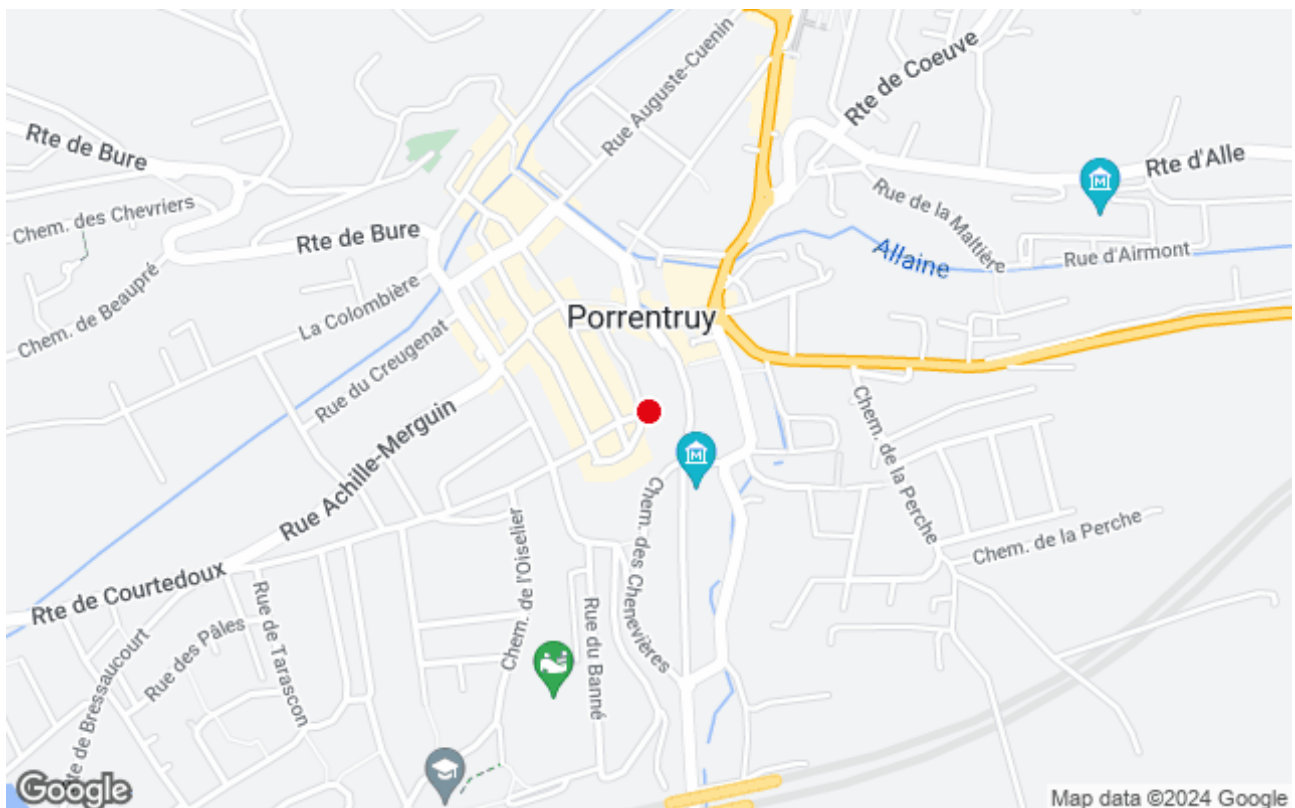 Rue Auguste-Cuenin
Rte de Coeuve
Rte de Bure
Rte d'Alle
Chem. des Chevriers
Rue de la Maltière
Rte de Bure
Allaine
Rue d'Airmont
Chem. de Beaupré
La Colombière
Porrentruy
Rue du Creugenat
Chem. de la Perche
Rue Achille-Merguin
Chem. des Chenevières
Chem. de l'Oiselier
Chem. de la Perche
Rte de Courtedoux
Rue de Tarascon
Rue des Pâles
Rue du Banné
de Bressaucourt
Google
Map data ©2024 Google